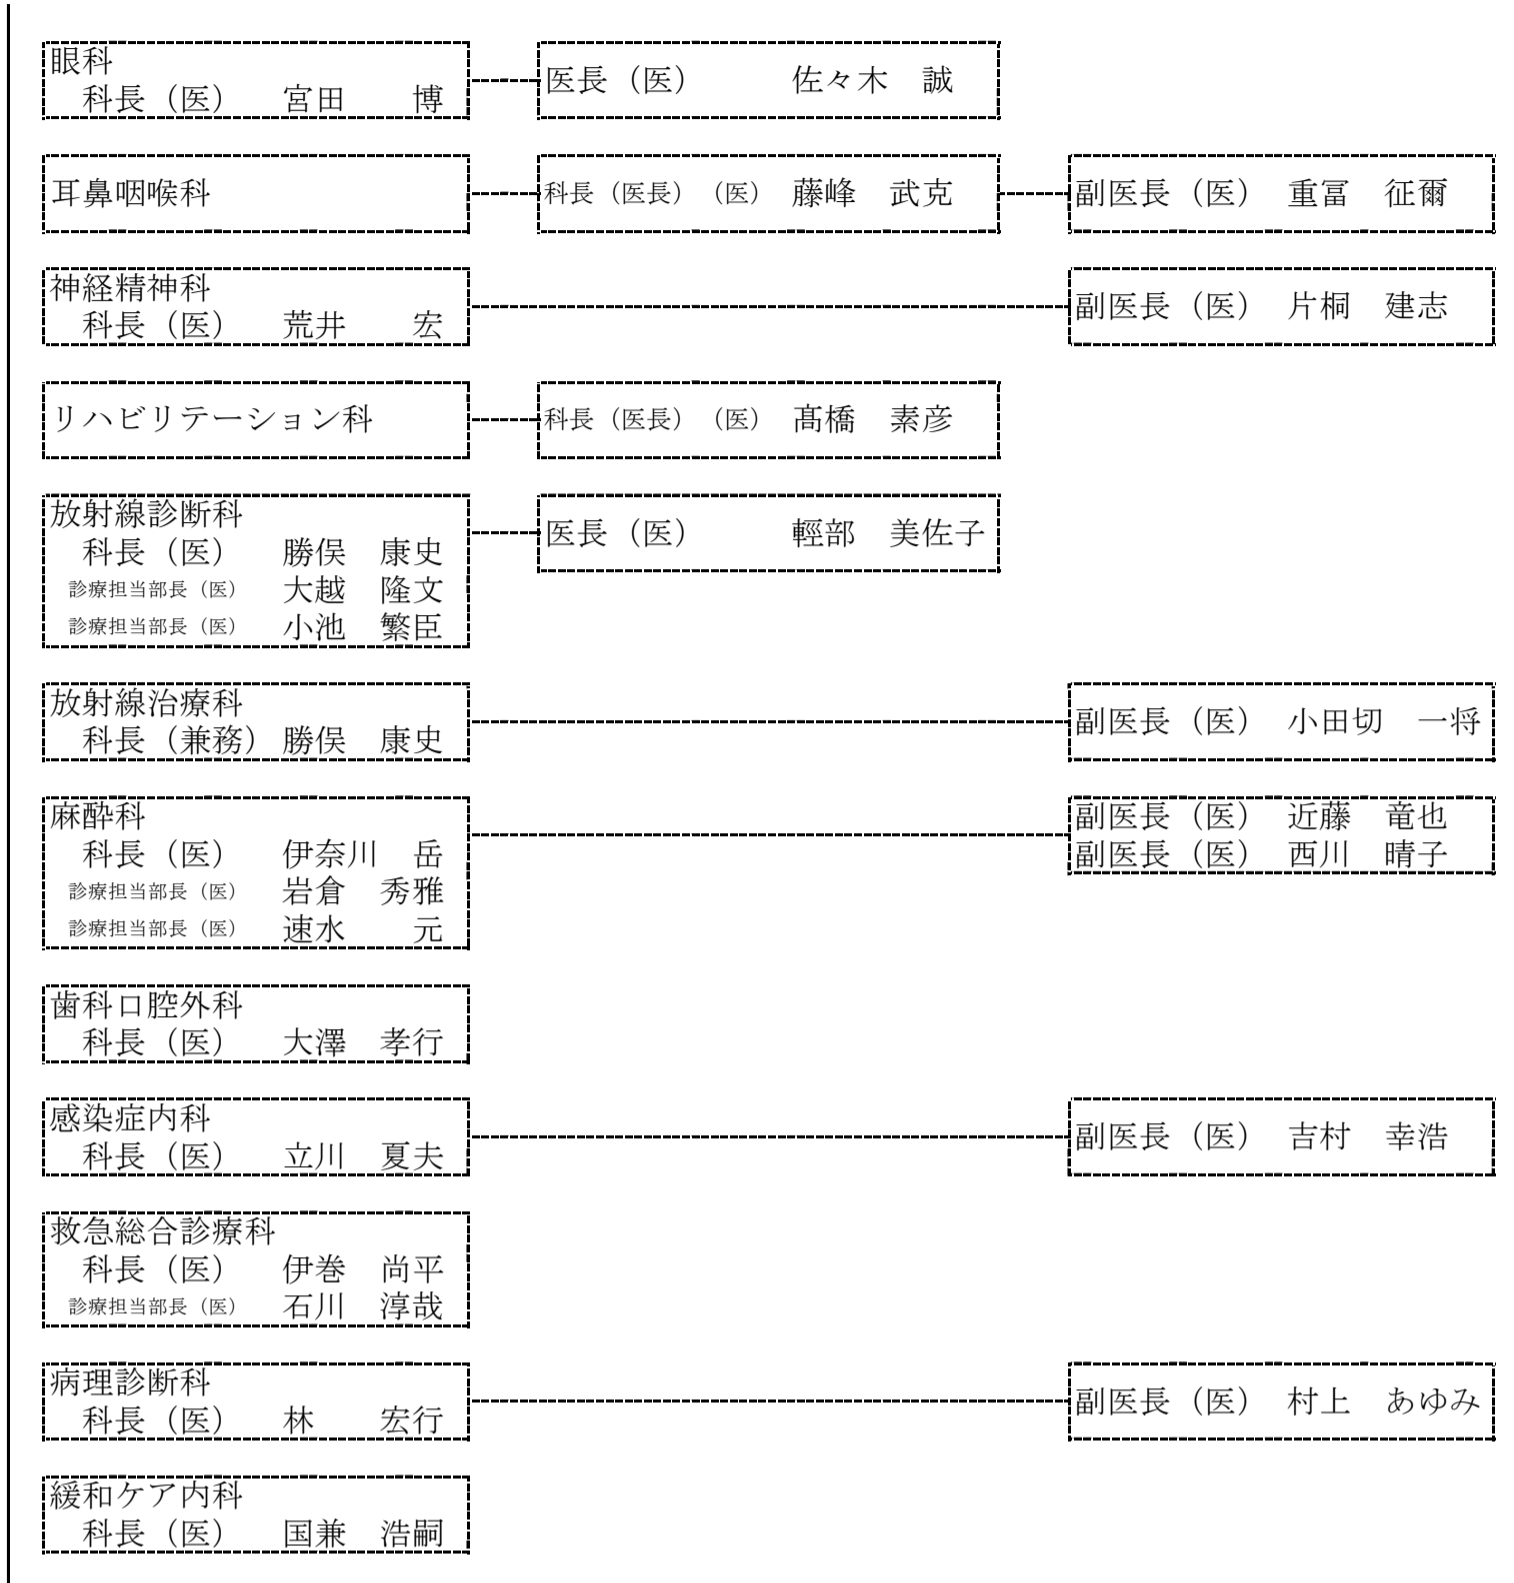 眼科
科長（医）　宮田　　博
医長（医）　佐々木　誠
耳鼻咽喉科
科長（医長）（医）　藤峰　武克
副医長（医）　重冨　征爾
神経精神科
科長（医）　荒井　　宏
副医長（医）　片桐　建志
リハビリテーション科
科長（医長）（医）　髙橋　素彦
放射線診断科
科長（医）　勝俣　康史
診療担当部長（医）　大越　隆文
診療担当部長（医）　小池　繁臣
医長（医）　輕部　美佐子
放射線治療科
科長（兼務）勝俣　康史
副医長（医）　小田切　一将
麻酔科
科長（医）　伊奈川　岳
診療担当部長（医）　岩倉　秀雅
診療担当部長（医）　速水　　元
副医長（医）　近藤　竜也
副医長（医）　西川　晴子
歯科口腔外科
科長（医）　大澤　孝行
感染症内科
科長（医）　立川　夏夫
副医長（医）　吉村　幸浩
救急総合診療科
科長（医）　伊巻　尚平
診療担当部長（医）　石川　淳哉
病理診断科
科長（医）　林　　宏行
副医長（医）　村上　あゆみ
緩和ケア内科
科長（医）　国兼　浩嗣